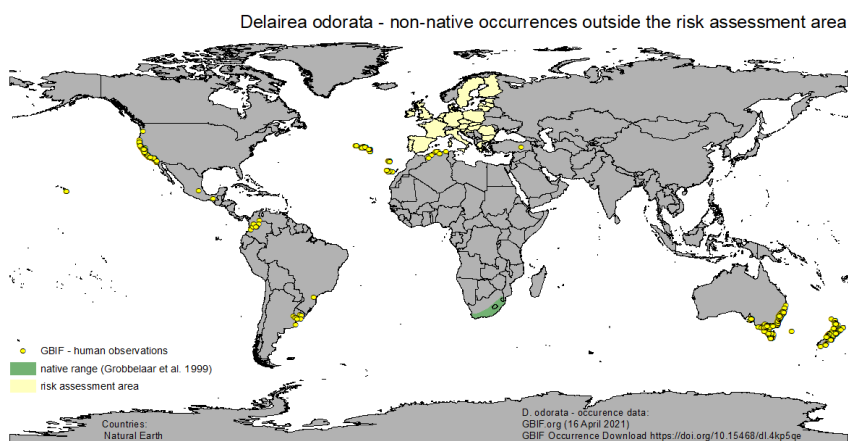 Delairea odorata - non-native occurrences outside the risk assessment area
GBIF - human observations
native range (Grobbelaar et al. 1999)
risk assessment area
Countries:
Natural Earth
D. odorata - occurence data:
GBIF.org (16 April 2021)
GBIF Occurrence Download https://doi.org/10.15468/dl.4kp5qe